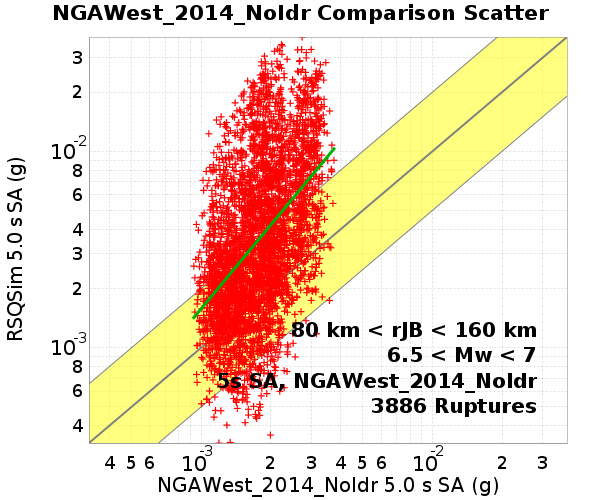 NGAWest_2014_NoIdr Comparison Scatter
RSQSim 5.0 s SA (g)
3
2
10-2
8
6
4
3
2
10-3
8
6
4
80 km < rJB < 160 km
6.5 < Mw < 7
5s SA, NGAWest_2014_NoIdr
3886 Ruptures
4 5 6 10-3 2 3 4 5 6 8 10-2 2 3
NGAWest_2014_NoIdr 5.0 s SA (g)